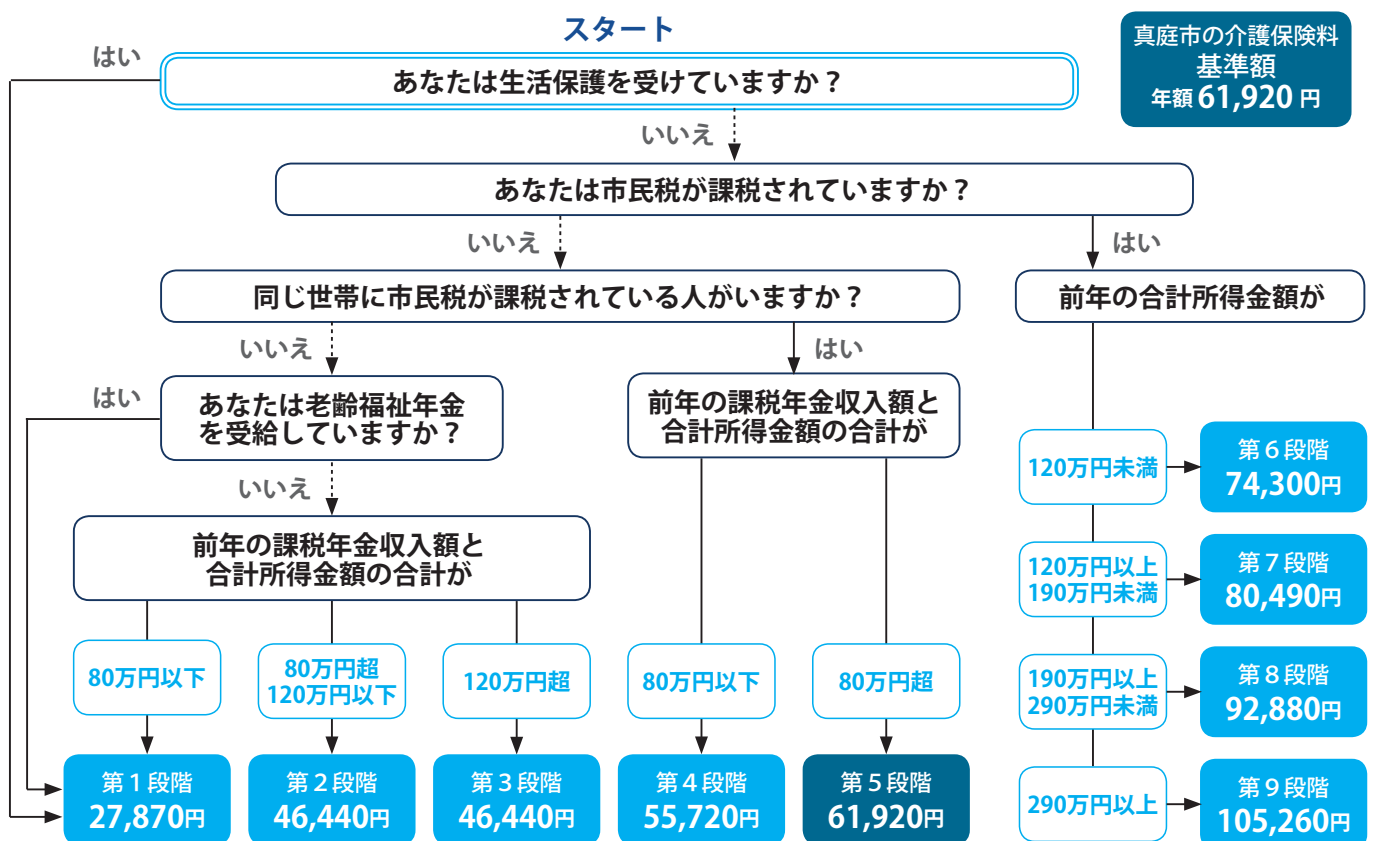 スタート
真庭市の介護保険料
基準額
年額 61,920 円
はい
あなたは生活保護を受けていますか？
いいえ
あなたは市民税が課税されていますか？
いいえ
はい
同じ世帯に市民税が課税されている人がいますか？
前年の合計所得金額が
いいえ
はい
はい
あなたは老齢福祉年金
を受給していますか？
前年の課税年金収入額と
合計所得金額の合計が
いいえ
前年の課税年金収入額と
合計所得金額の合計が
80万円以下
80万円超
120万円以下
120万円超
80万円以下
80万円超
第１段階
27,870円
第２段階
46,440円
第３段階
46,440円
第４段階
55,720円
第５段階
61,920円
120万円未満
第６段階
74,300円
120万円以上
190万円未満
第７段階
80,490円
190万円以上
290万円未満
第８段階
92,880円
290万円以上
第９段階
105,260円